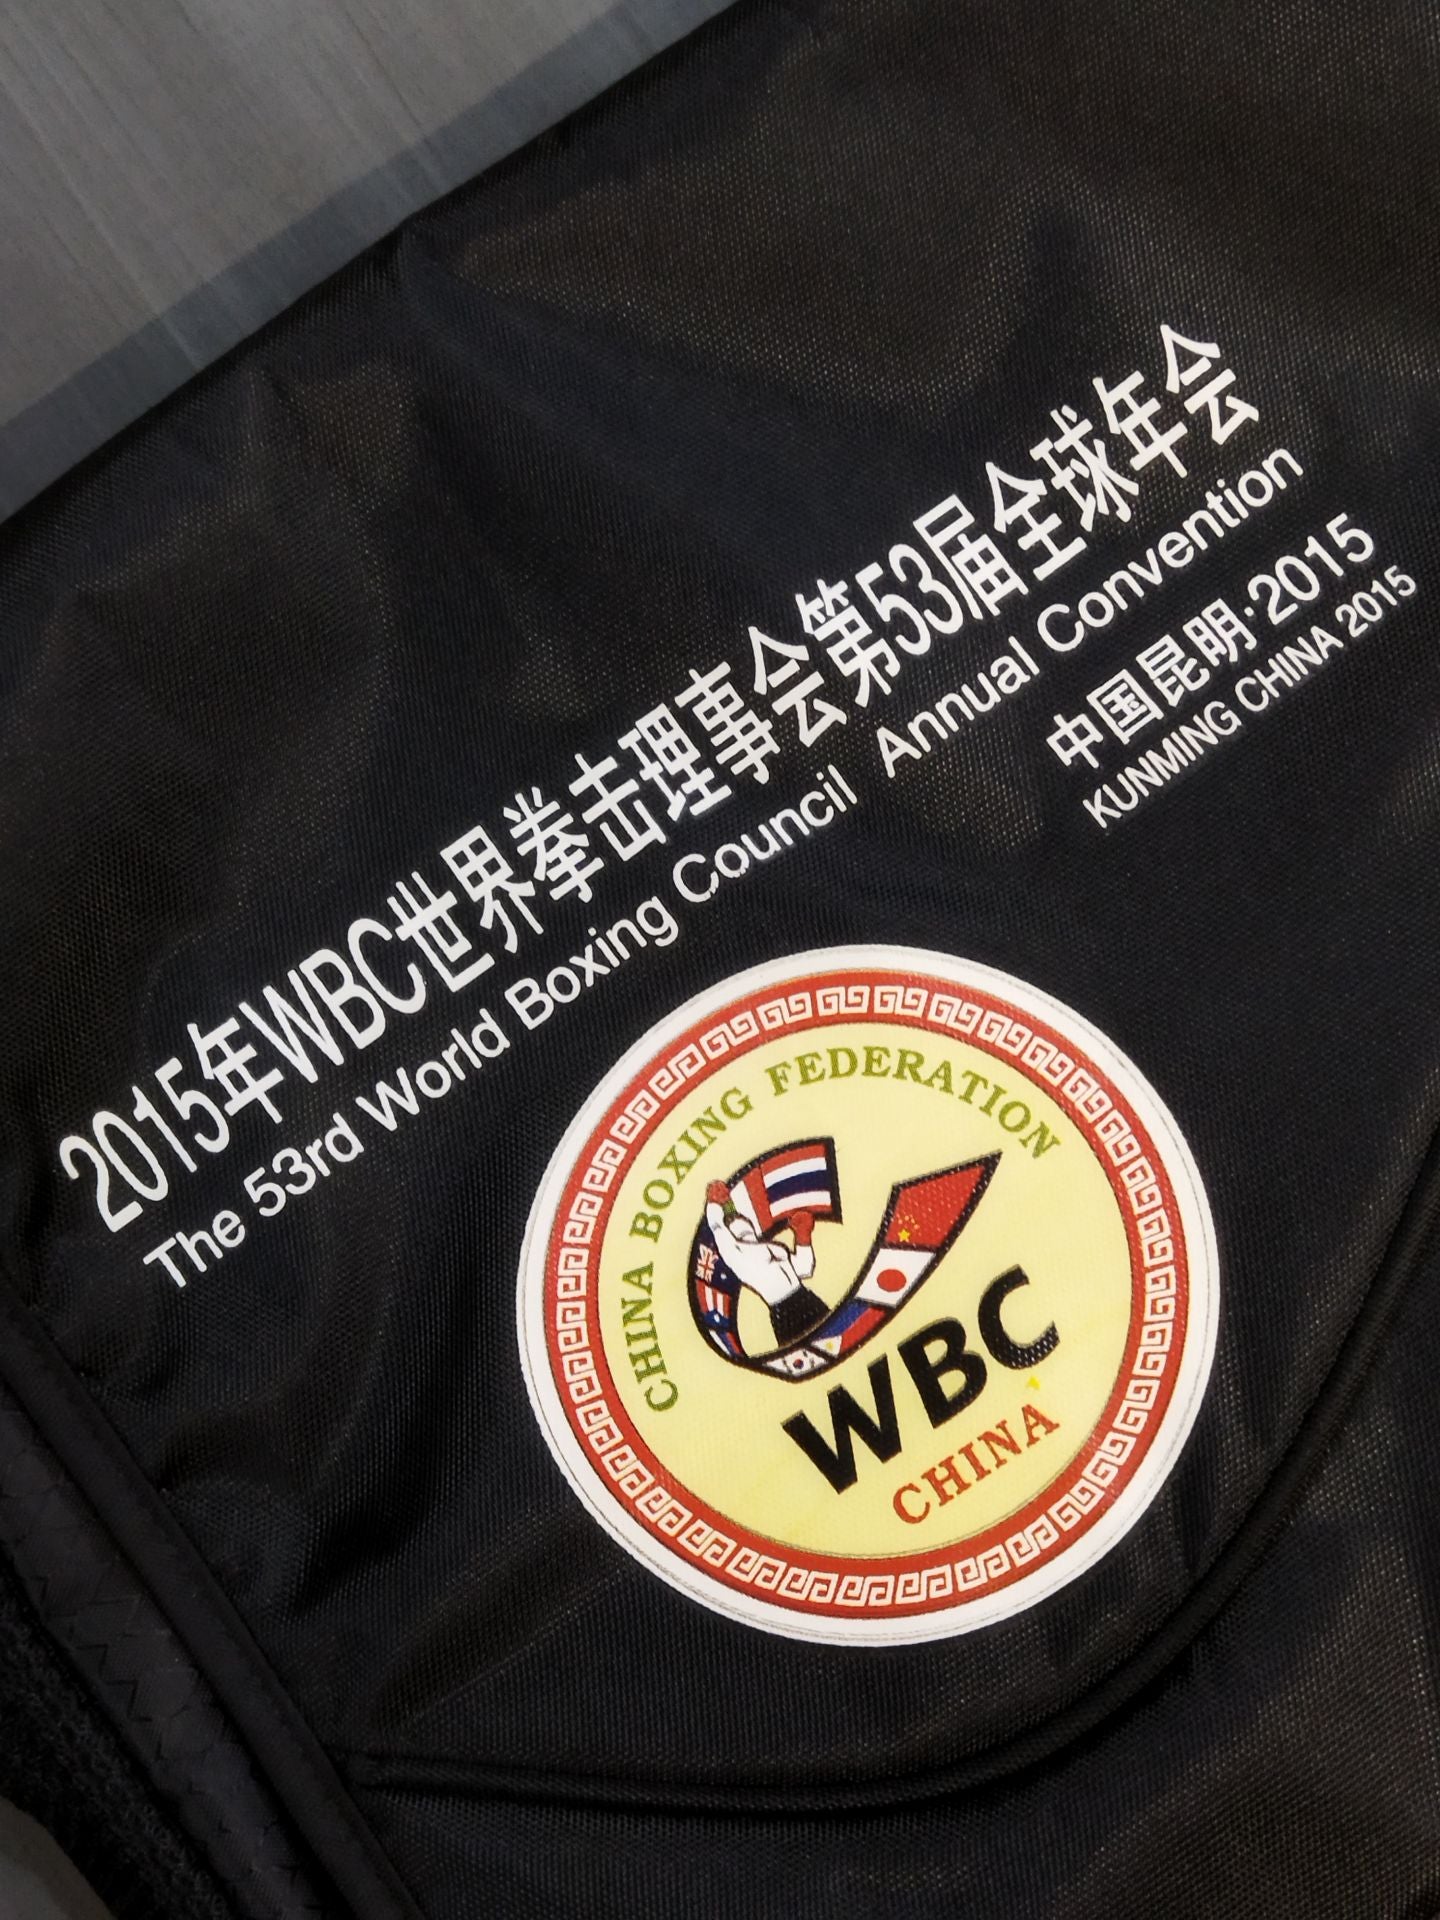 2015年WBC世界拳击理事会第53届全球年会
The 53rd World Boxing Council Annual Convention
中国昆明·2015
KUNMING CHINA 2015
CHINA BOXING FEDERATION
WBC
CHINA